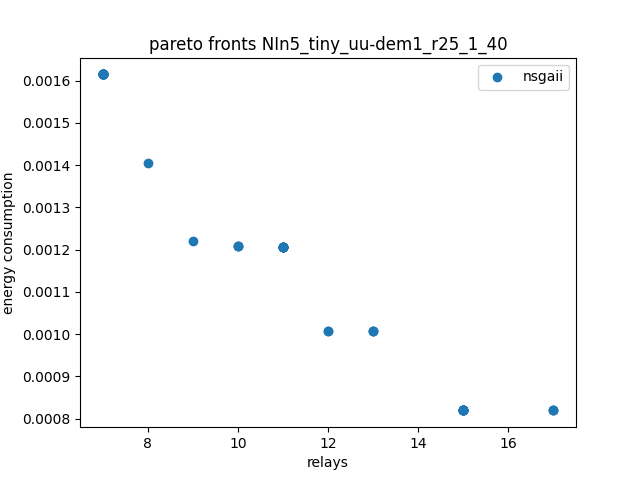 pareto fronts NIn5_tiny_uu-dem1_r25_1_40
nsgaii
0.0016
0.0015
0.0014
0.0013
0.0012
0.0011
0.0010
0.0009
0.0008
energy consumption
8 10 12 14 16
relays